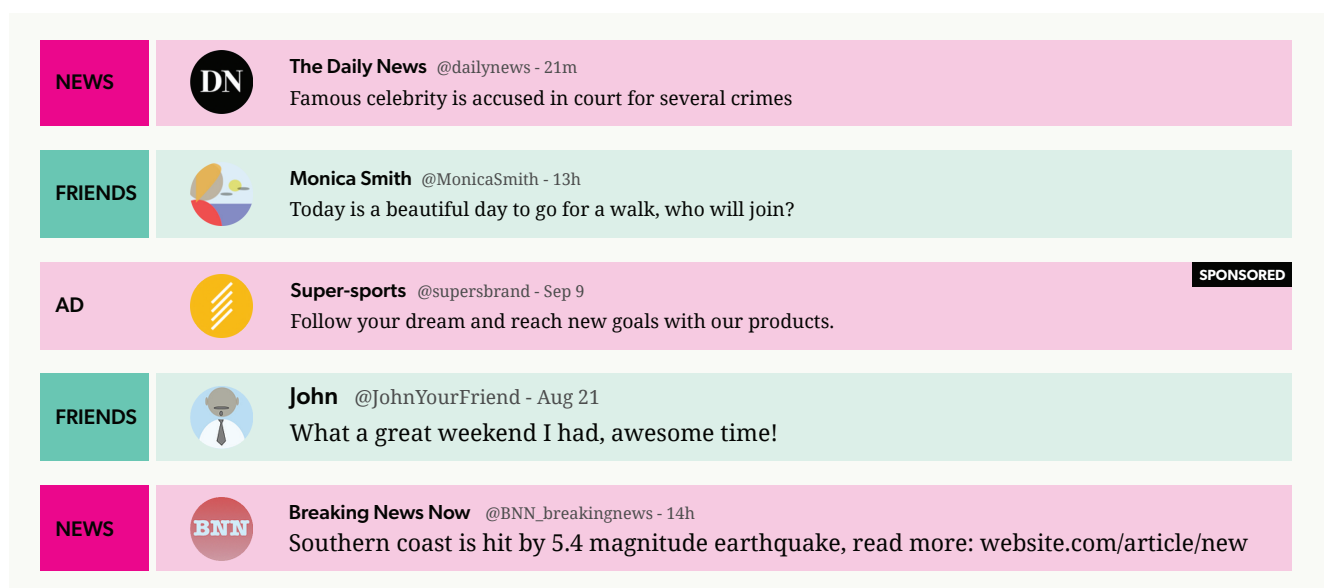 NEWS
DN
The Daily News @dailynews - 21m
Famous celebrity is accused in court for several crimes
FRIENDS
Monica Smith @MonicaSmith - 13h
Today is a beautiful day to go for a walk, who will join?
SPONSORED
AD
Super-sports @supersbrand - Sep 9
Follow your dream and reach new goals with our products.
FRIENDS
John @JohnYourFriend - Aug 21
What a great weekend I had, awesome time!
NEWS
BNN
Breaking News Now @BNN_breakingnews - 14h
Southern coast is hit by 5.4 magnitude earthquake, read more: website.com/article/new